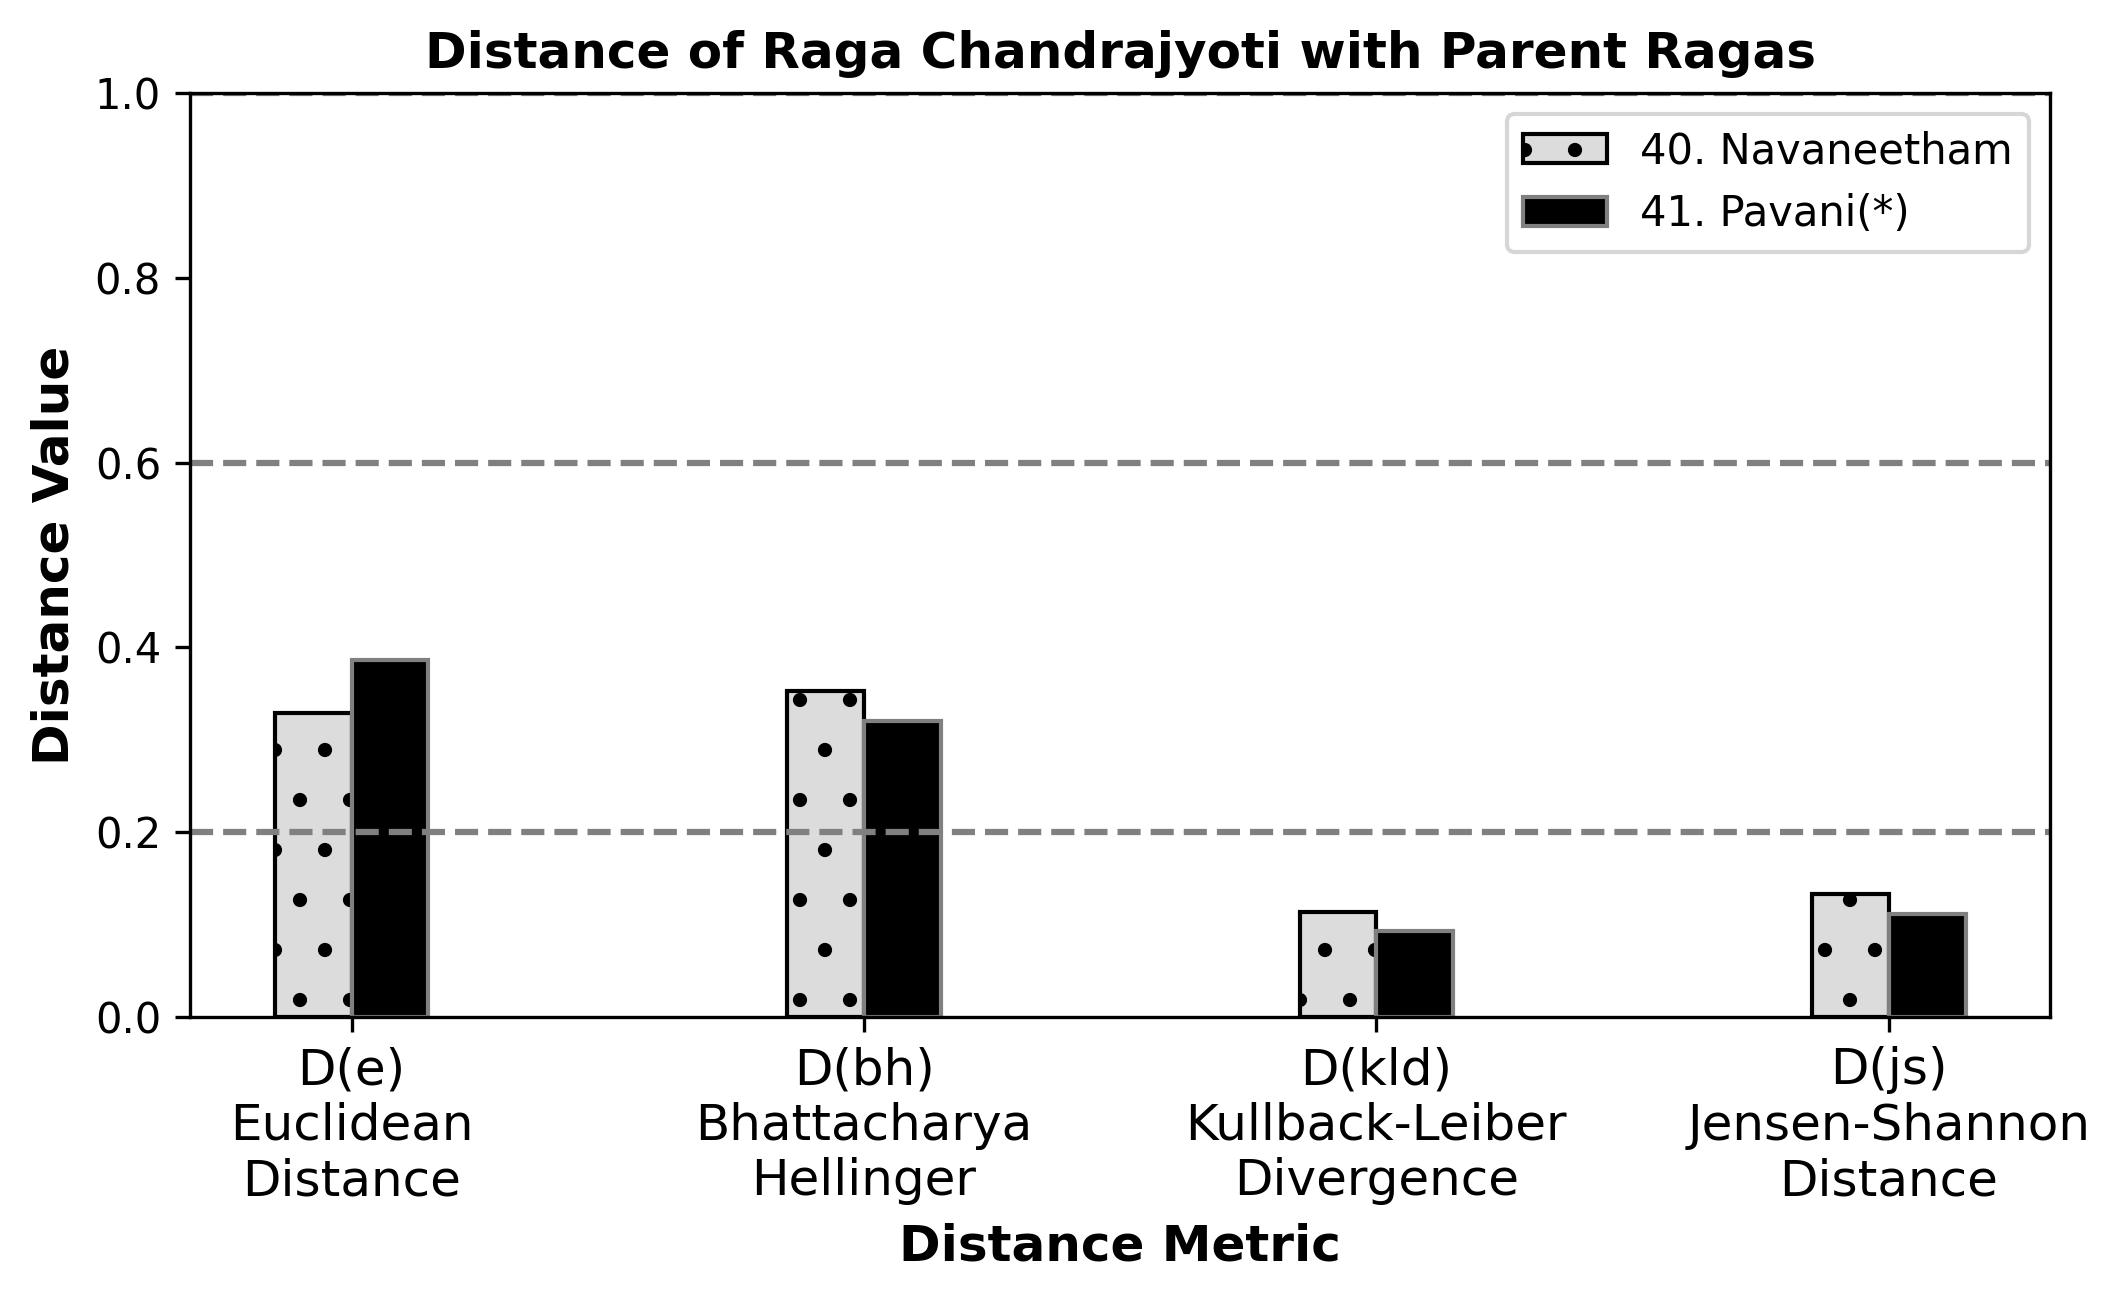 Distance of Raga Chandrajyoti with Parent Ragas
1.0
0.8
0.6
0.4
0.2
0.0
Distance Value
40. Navaneetham
41. Pavani(*)
D(e)
Euclidean
Distance
D(bh)
Bhattacharya
Hellinger
D(kld)
Kullback-Leiber
Divergence
D(js)
Jensen-Shannon
Distance
Distance Metric